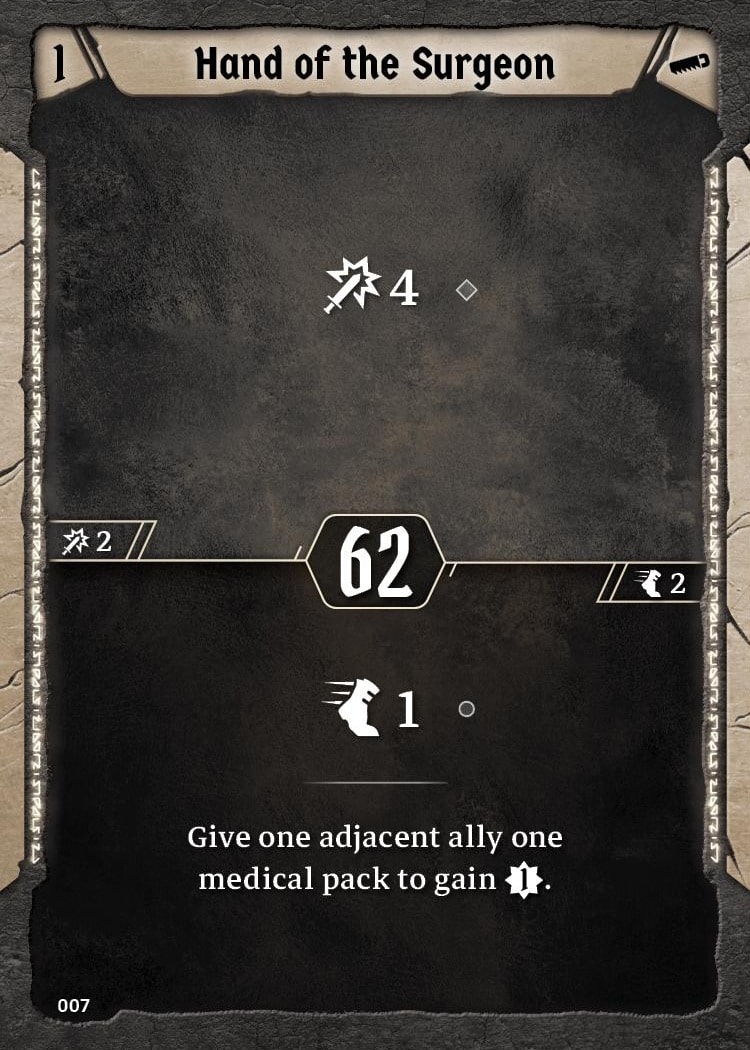 1
Hand of the Surgeon
4
2
62
2
1
Give one adjacent ally one
medical pack to gain 1.
007